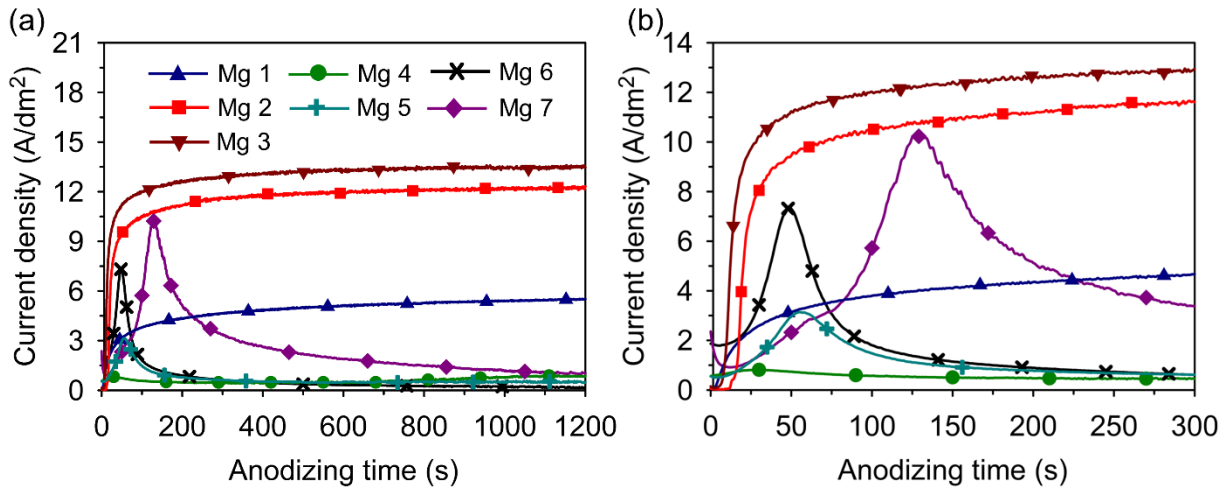 (a)
Current density (A/dm²)
21
18
15
12
9
6
3
0
Mg 1
Mg 4
Mg 6
Mg 2
Mg 5
Mg 7
Mg 3
0
200
400
600
800
1000
1200
Anodizing time (s)
(b)
Current density (A/dm²)
14
12
10
8
6
4
2
0
0
50
100
150
200
250
300
Anodizing time (s)